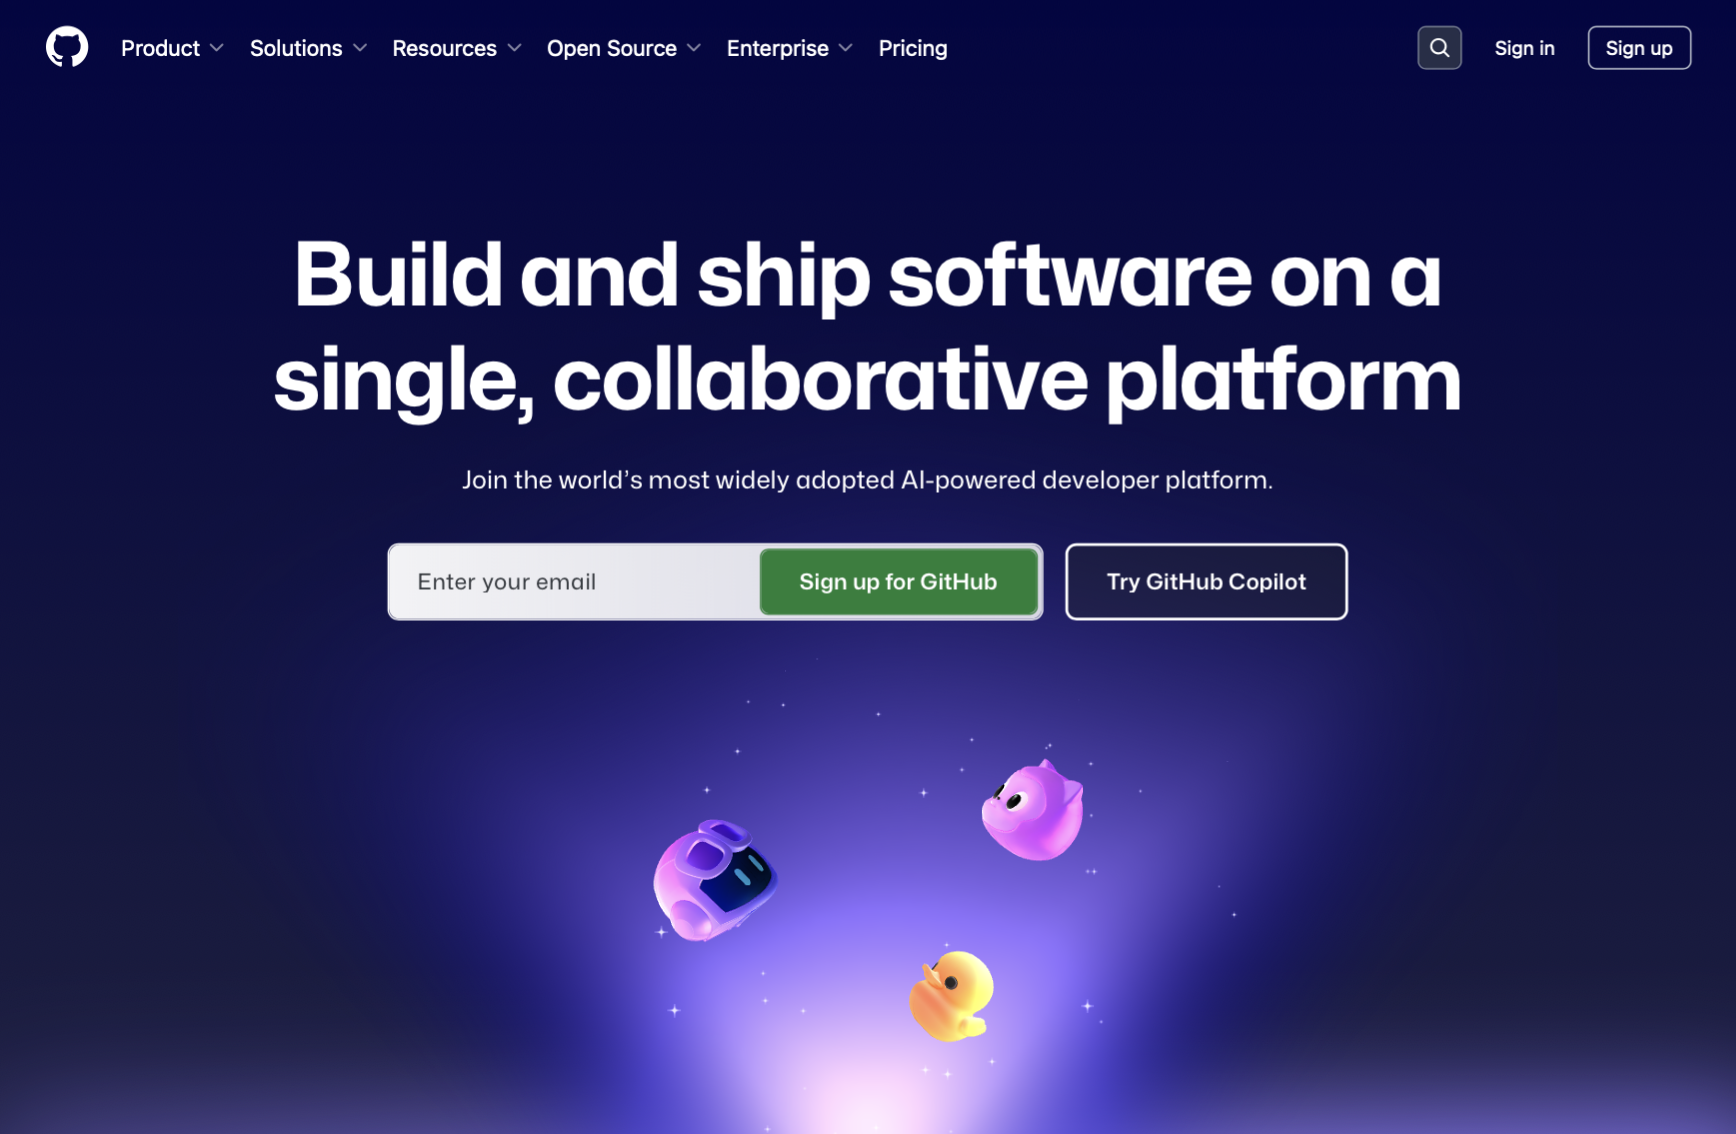 Product
Solutions
Resources
Open Source
Enterprise
Pricing
Sign in
Sign up
Build and ship software on a
single, collaborative platform
Join the world’s most widely adopted AI-powered developer platform.
Enter your email
Sign up for GitHub
Try GitHub Copilot